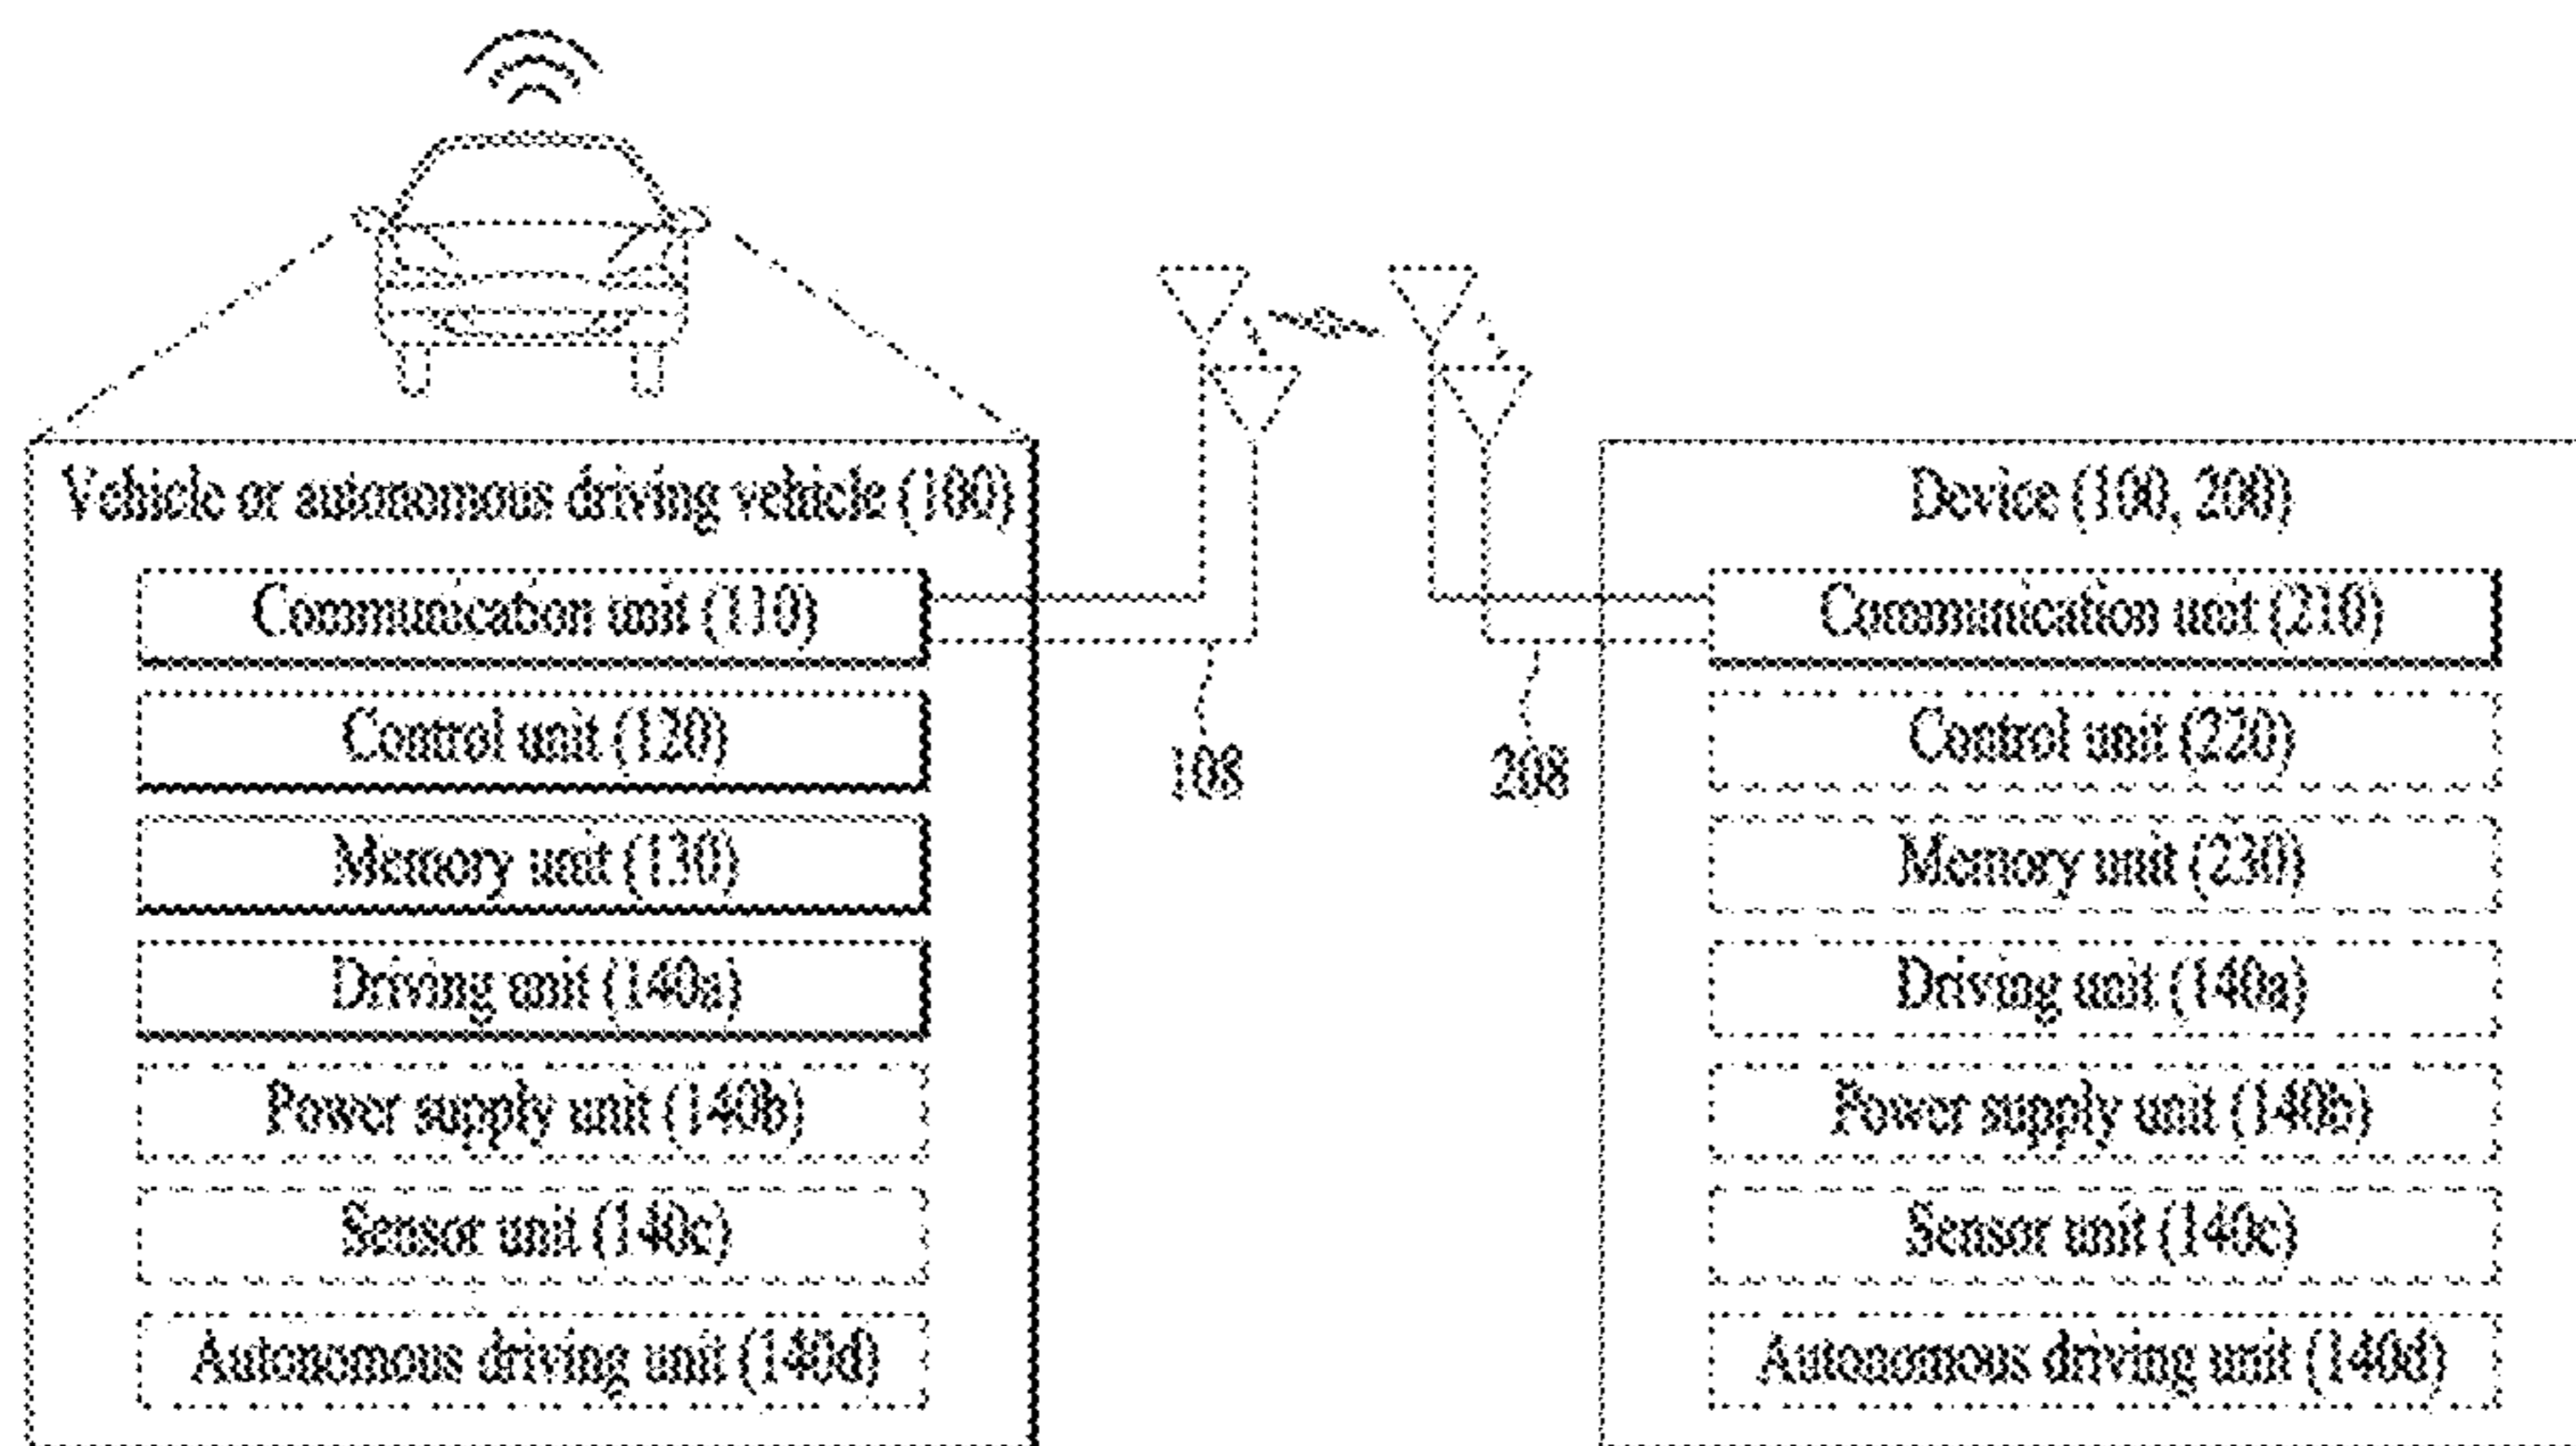 Vehicle or autonomous driving vehicle (100)
Communication unit (110)
Control unit (120)
Memory unit (130)
Driving unit (140a)
Power supply unit (140b)
Sensor unit (140c)
Autonomous driving unit (140d)
108
208
Device (100, 200)
Communication unit (210)
Control unit (220)
Memory unit (230)
Driving unit (140a)
Power supply unit (140b)
Sensor unit (140c)
Autonomous driving unit (140d)